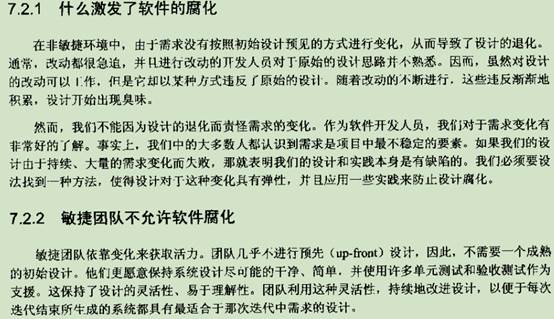 7.2.1 什么激发了软件的腐化
在非敏捷环境中，由于需求没有按照初始设计预见的方式进行变化，从而导致了设计的退化。
通常，改动都很急迫，并且进行改动的开发人员对于原始的设计思路并不熟悉。因而，虽然对设计
的改动可以工作，但是它却以某种方式违反了原始的设计。随着改动的不断进行，这些违反渐渐地
积累，设计开始出现臭味。
然而，我们不能因为设计的退化而责怪需求的变化。作为软件开发人员，我们对于需求变化有
非常好的了解。事实上，我们中的大多数人都认识到需求是项目中最不稳定的要素。如果我们的设
计由于持续、大量的需求变化而失败，那就表明我们的设计和实践本身是有缺陷的。我们必须要设
法找到一种方法，使得设计对于这种变化具有弹性，并且应用一些实践来防止设计腐化。
7.2.2 敏捷团队不允许软件腐化
敏捷团队依靠变化来获取活力。团队几乎不进行预先（up-front）设计，因此，不需要一个成熟
的初始设计。他们更愿意保持系统设计尽可能的干净、简单，并使用许多单元测试和验收测试作为
支援。这保持了设计的灵活性、易于理解性。团队利用这种灵活性，持续地改进设计，以便于每次
迭代结束所生成的系统都具有最适合于那次迭代中需求的设计。